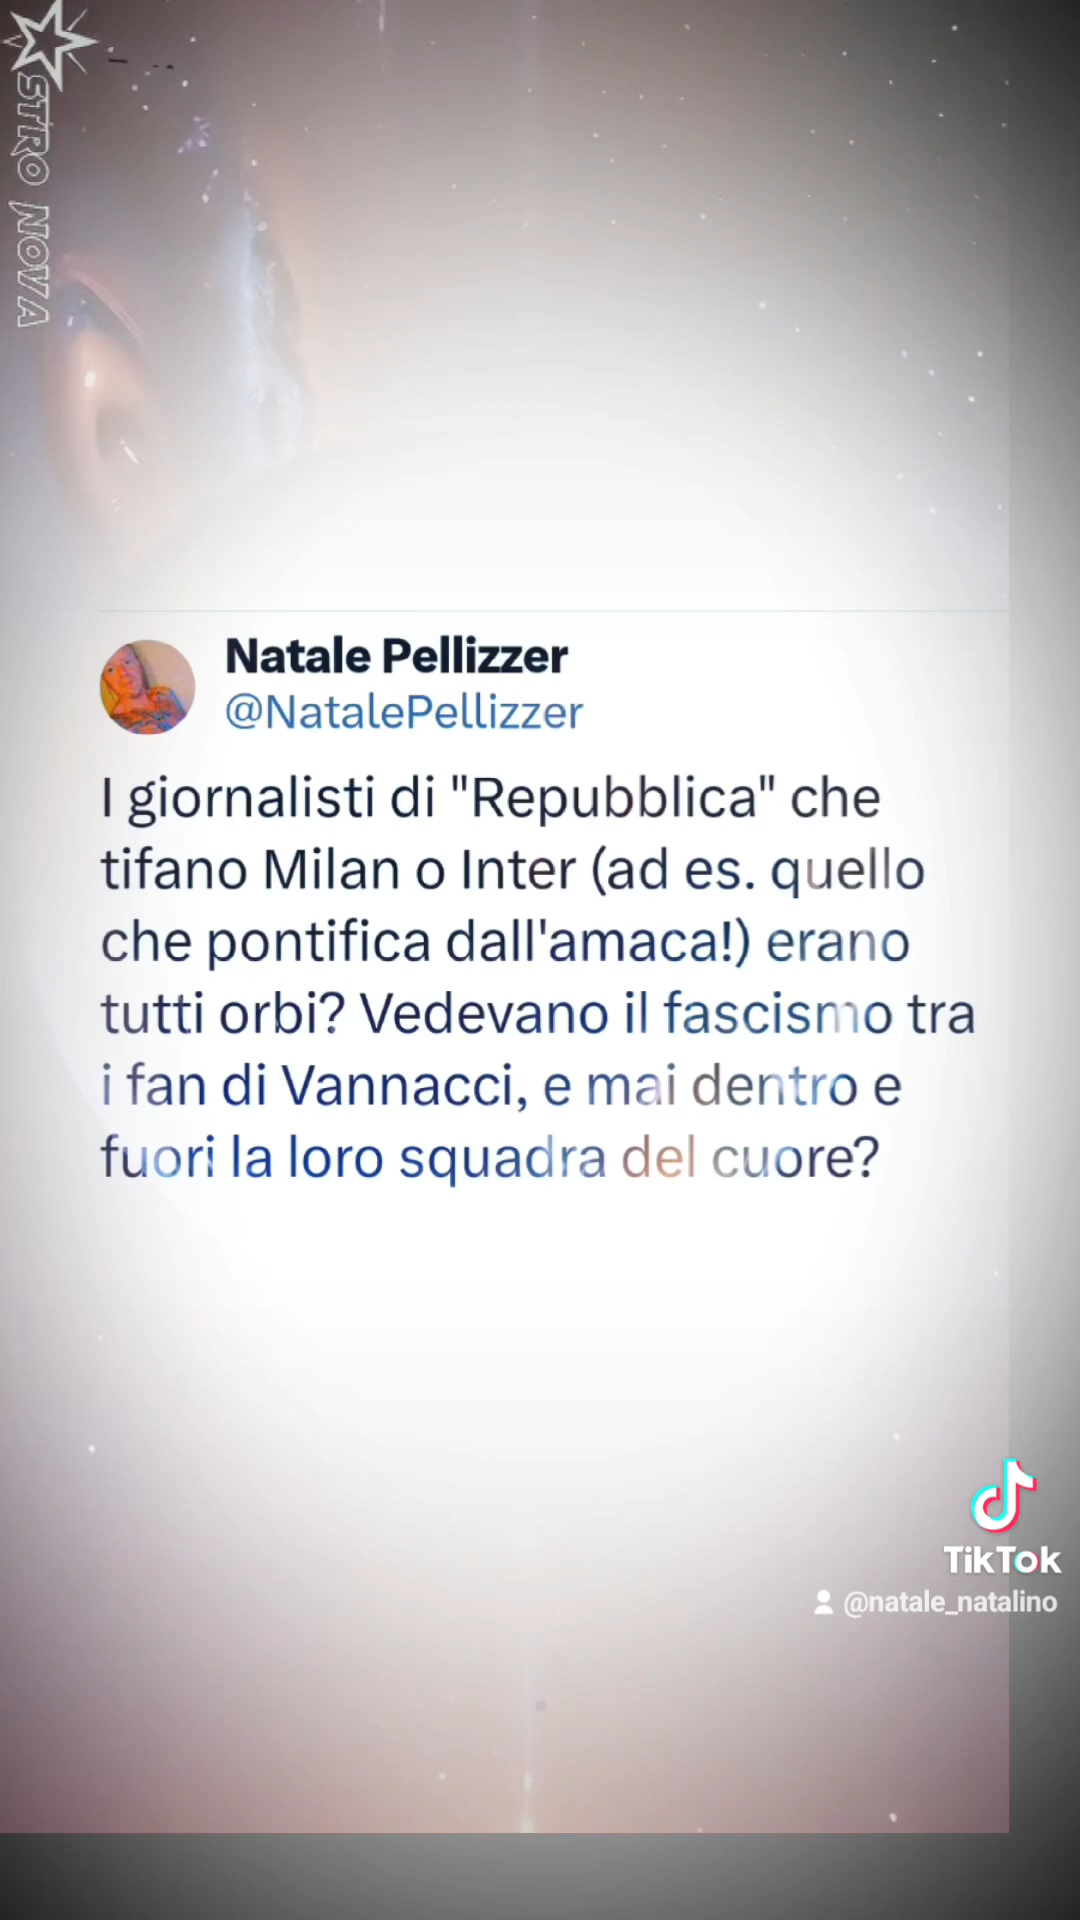 STRO NOVA
Natale Pellizzer
@NatalePellizzer
I giornalisti di "Repubblica" che
tifano Milan o Inter (ad es. quello
che pontifica dall'amaca!) erano
tutti orbi? Vedevano il fascismo tra
i fan di Vannacci, e mai dentro e
fuori la loro squadra del cuore?
TikTok
@natale_natalino